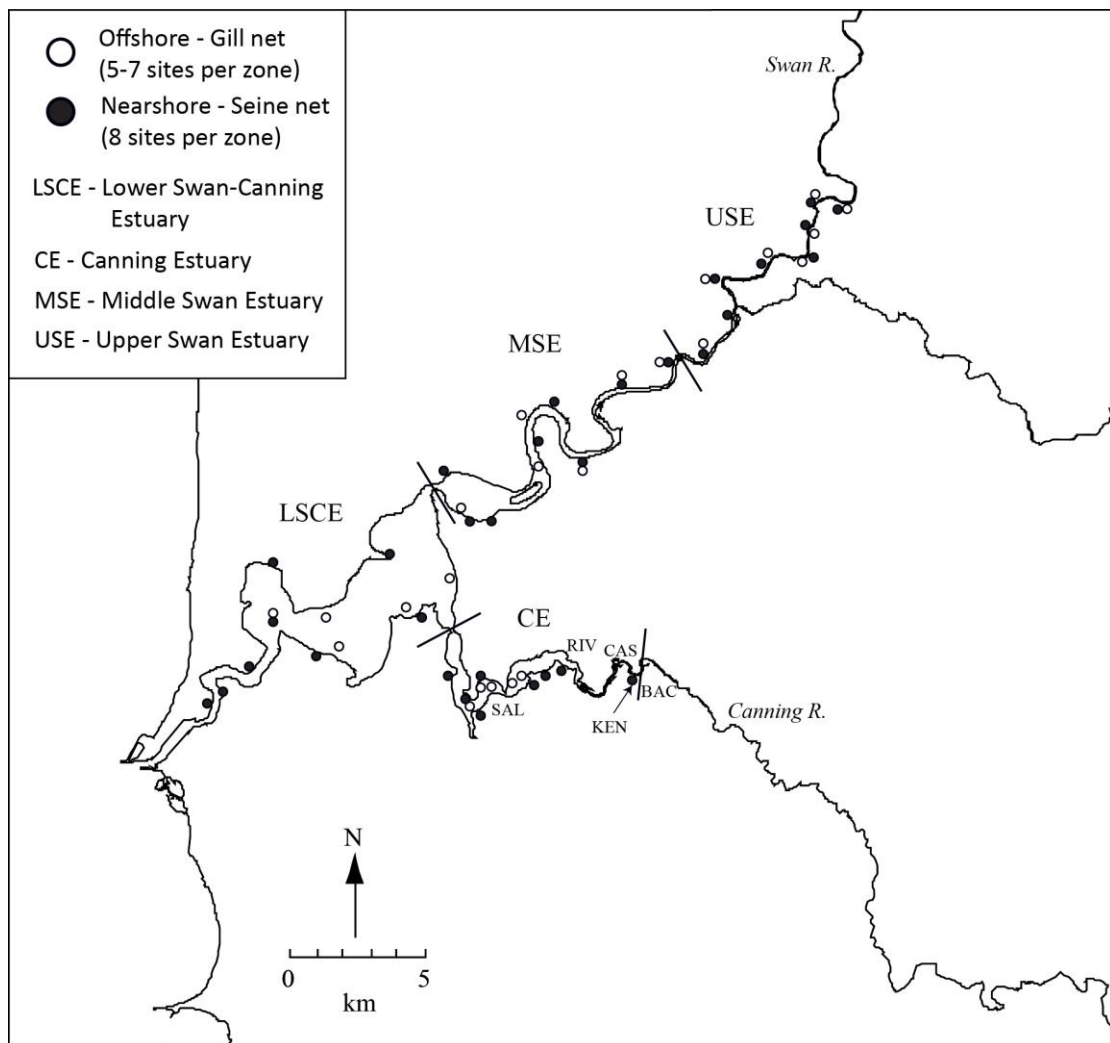 Offshore - Gill net
(5-7 sites per zone)
Nearshore - Seine net
(8 sites per zone)
LSCE - Lower Swan-Canning
Estuary
CE - Canning Estuary
MSE - Middle Swan Estuary
USE - Upper Swan Estuary
Swan R.
USE
MSE
LSCE
CE
RIV
CAS
BAC
SAL
KEN
Canning R.
N
0 5
km